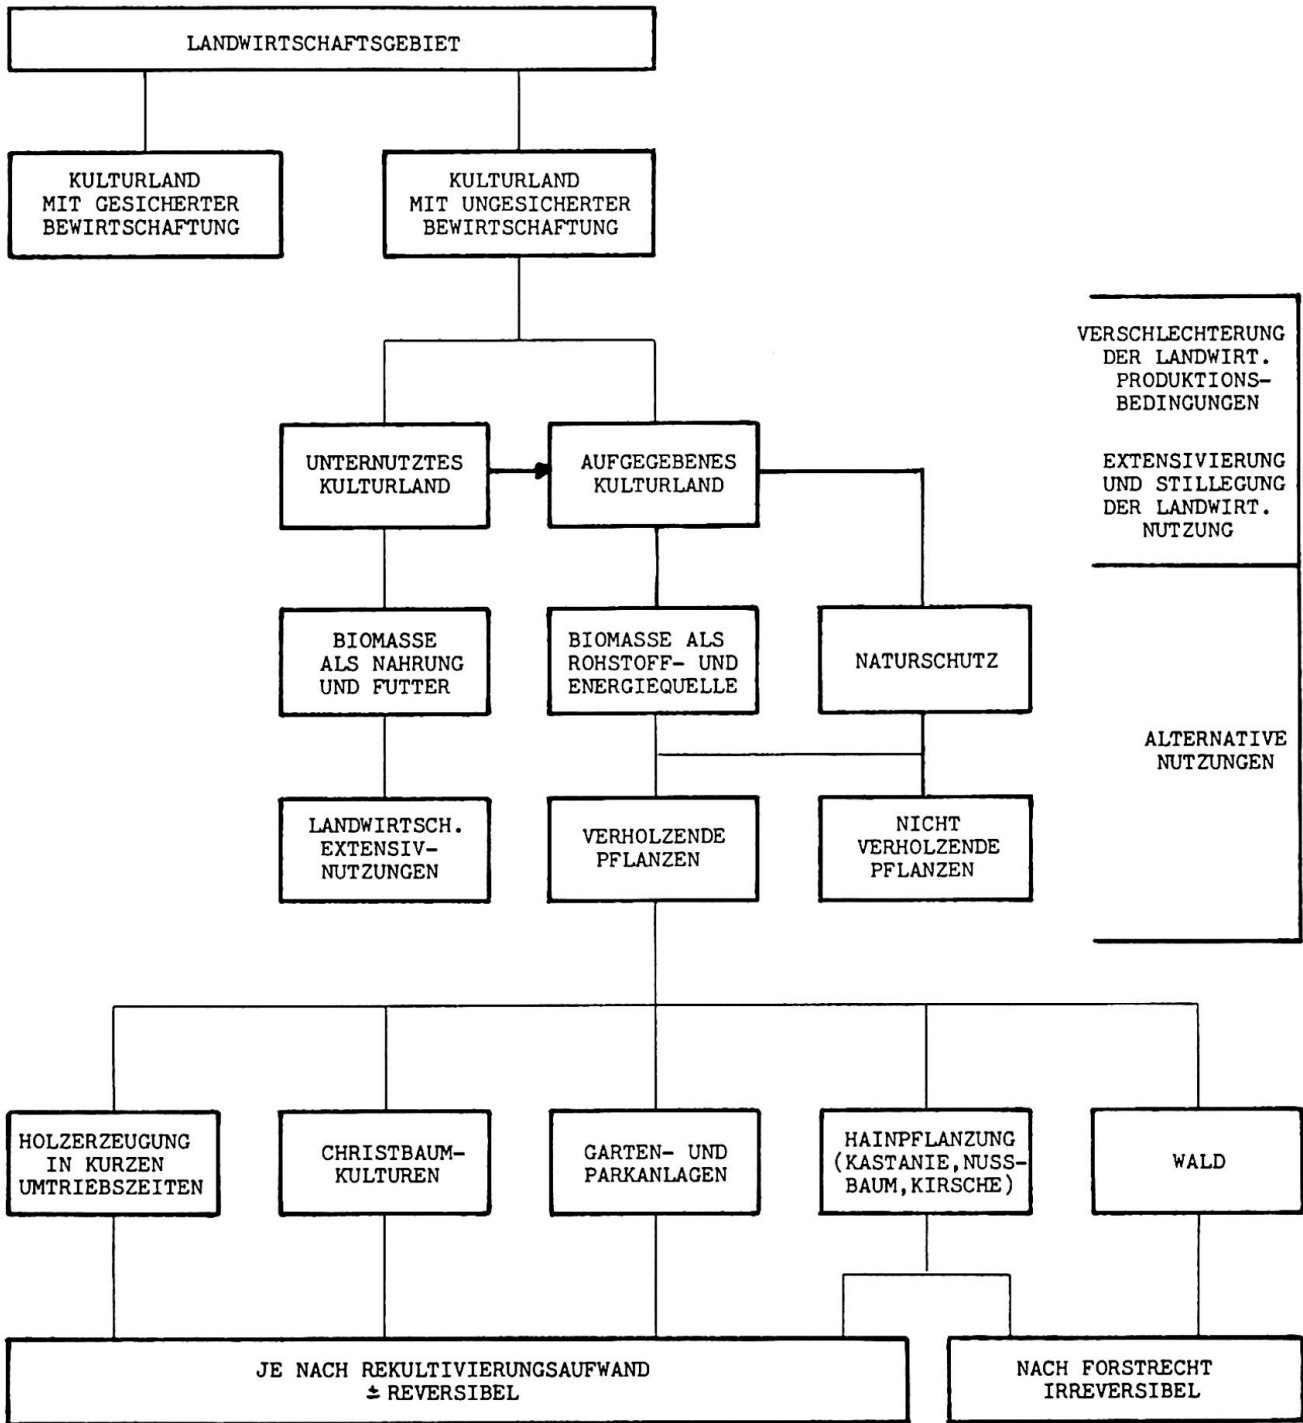 LANDWIRTSCHAFTSGEBIET
KULTURLAND
MIT GESICHERTER
BEWIRTSCHAFTUNG
KULTURLAND
MIT UNGESICHERTER
BEWIRTSCHAFTUNG
VERSCHLECHTERUNG
DER LANDWIRT.
PRODUKTIONS-
BEDINGUNGEN
EXTENSIVIERUNG
UND STILLEGUNG
DER LANDWIRT.
NUTZUNG
UNTERNUTZTES
KULTURLAND
AUFGEGEBENES
KULTURLAND
BIOMASSE
ALS NAHRUNG
UND FUTTER
BIOMASSE ALS
ROHSTOFF- UND
ENERGIEQUELLE
NATURSCHUTZ
ALTERNATIVE
NUTZUNGEN
LANDWIRTSCH.
EXTENSIV-
NUTZUNGEN
VERHOLZENDE
PFLANZEN
NICHT
VERHOLZENDE
PFLANZEN
HOLZERZEUGUNG
IN KURZEN
UMTRIEBSZEITEN
CHRISTBAUM-
KULTUREN
GARTEN- UND
PARKANLAGEN
HAINPFLANZUNG
(KASTANIE,NUSS-
BAUM,KIRSCHE)
WALD
JE NACH REKULTIVIERUNGSAUFWAND
± REVERSIBEL
NACH FORSTRECHT
IRREVERSIBEL